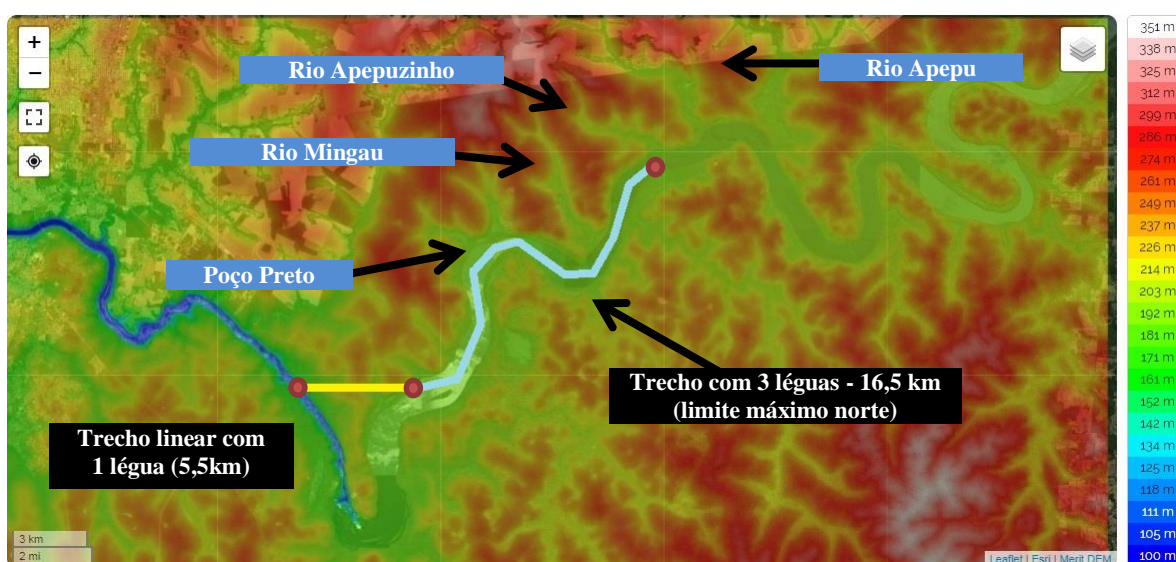 +
−
Rio Apepuzinho
Rio Apepu
Rio Mingau
Poço Preto
Trecho com 3 léguas - 16,5 km
(limite máximo norte)
Trecho linear com
1 légua (5,5km)
3 km
2 mi
Leaflet | Esri | Merit DEM
351 m
338 m
325 m
312 m
299 m
286 m
274 m
261 m
249 m
237 m
226 m
214 m
203 m
192 m
181 m
171 m
161 m
152 m
142 m
134 m
125 m
118 m
111 m
105 m
100 m